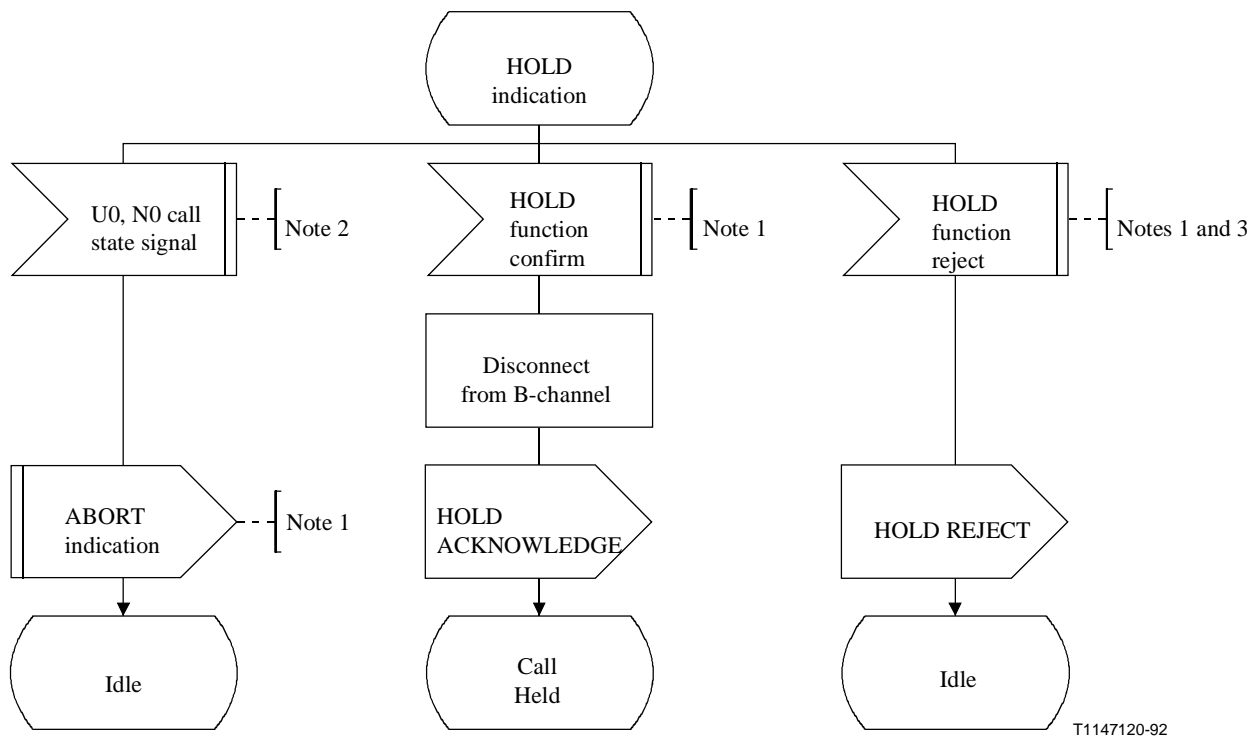 HOLD
indication
U0, N0 call
state signal
Note 2
HOLD
function
confirm
Note 1
HOLD
function
reject
Notes 1 and 3
Disconnect
from B-channel
ABORT
indication
Note 1
HOLD
ACKNOWLEDGE
HOLD REJECT
Idle
Call
Held
Idle
T1147120-92